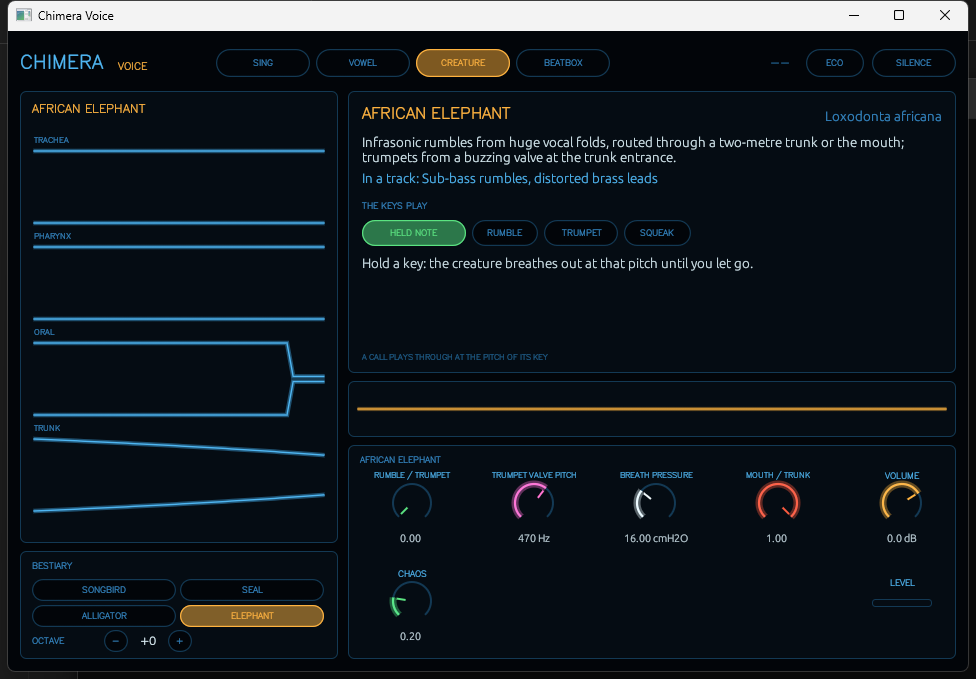 Chimera Voice
CHIMERA VOICE
SING VOWEL CREATURE BEATBOX
-- ECO SILENCE
AFRICAN ELEPHANT
TRACHEA
PHARYNX
ORAL
TRUNK
AFRICAN ELEPHANT
Loxodonta africana
Infrasonic rumbles from huge vocal folds, routed through a two-metre trunk or the mouth;
trumpets from a buzzing valve at the trunk entrance.
In a track: Sub-bass rumbles, distorted brass leads
THE KEYS PLAY
HELD NOTE RUMBLE TRUMPET SQUEAK
Hold a key: the creature breathes out at that pitch until you let go.
A CALL PLAYS THROUGH AT THE PITCH OF ITS KEY
BESTIARY
SONGBIRD SEAL
ALLIGATOR ELEPHANT
OCTAVE − +0 +
AFRICAN ELEPHANT
RUMBLE / TRUMPET TRUMPET VALVE PITCH BREATH PRESSURE MOUTH / TRUNK VOLUME
0.00 470 Hz 16.00 cmH2O 1.00 0.0 dB
CHAOS LEVEL
0.20